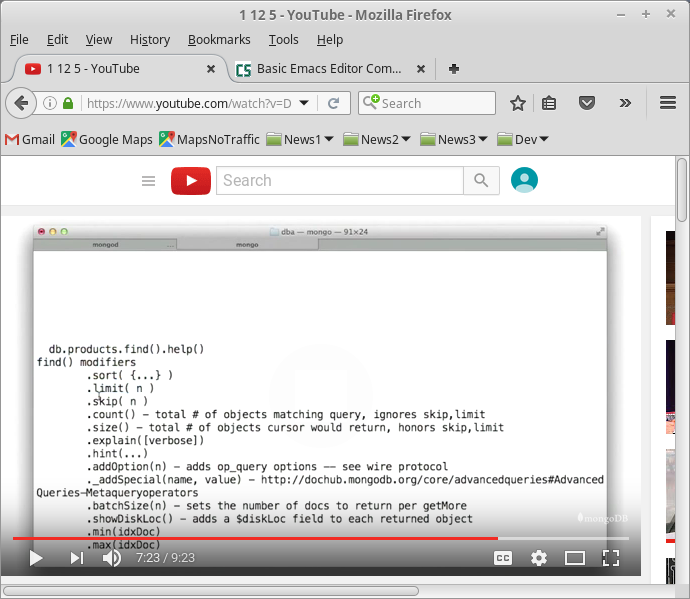 1 12 5 - YouTube - Mozilla Firefox
File Edit View History Bookmarks Tools Help
1 12 5 - YouTube
Basic Emacs Editor Com...
https://www.youtube.com/watch?v=D
Search
Gmail Google Maps MapsNoTraffic News1 News2 News3 Dev
Search
dba — mongo — 91×24
mongod mongo
db.products.find().help()
find() modifiers
.sort( {...} )
.limit( n )
.skip( n )
.count() - total # of objects matching query, ignores skip,limit
.size() - total # of objects cursor would return, honors skip,limit
.explain([verbose])
.hint(...)
.addOption(n) - adds op_query options -- see wire protocol
._addSpecial(name, value) - http://dochub.mongodb.org/core/advancedqueries#Advanced
Queries-Metaqueryoperators
.batchSize(n) - sets the number of docs to return per getMore
.showDiskLoc() - adds a $diskLoc field to each returned object
mongoDB
.min(idxDoc)
.max(idxDoc)
7:23 / 9:23
CC